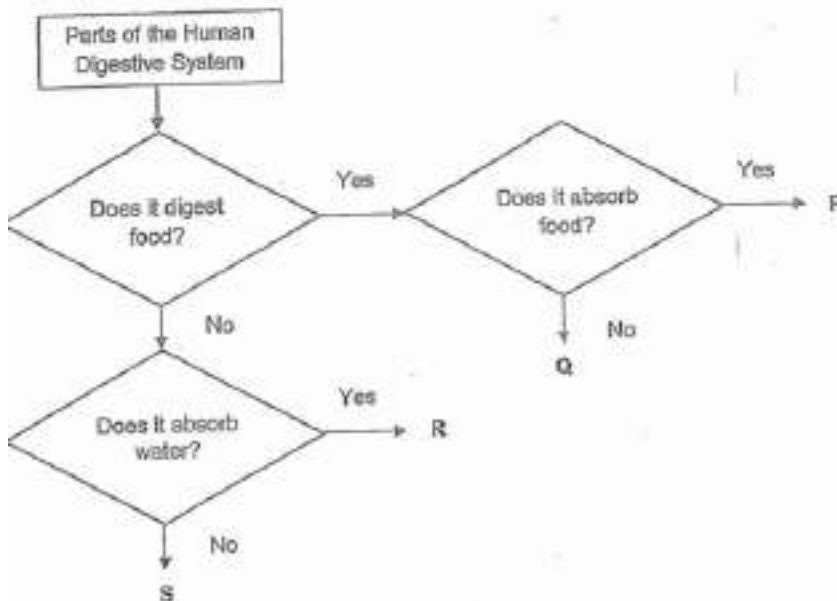 Parts of the Human
Digestive System
Does it digest
food?
Yes
Does it absorb
food?
Yes
No
Q
No
Does it absorb
water?
Yes
R
No
S